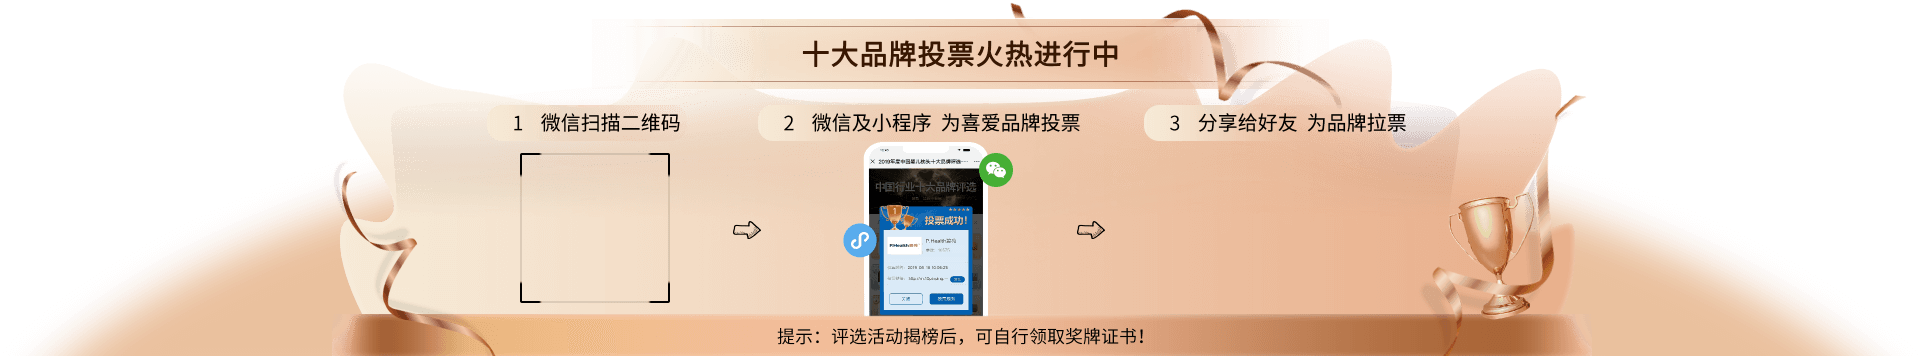 十大品牌投票火热进行中
1 微信扫描二维码
2 微信及小程序 为喜爱品牌投票
3 分享给好友 为品牌拉票
中国行业十大品牌评选
投票成功！
提示：评选活动揭榜后，可自行领取奖牌证书！